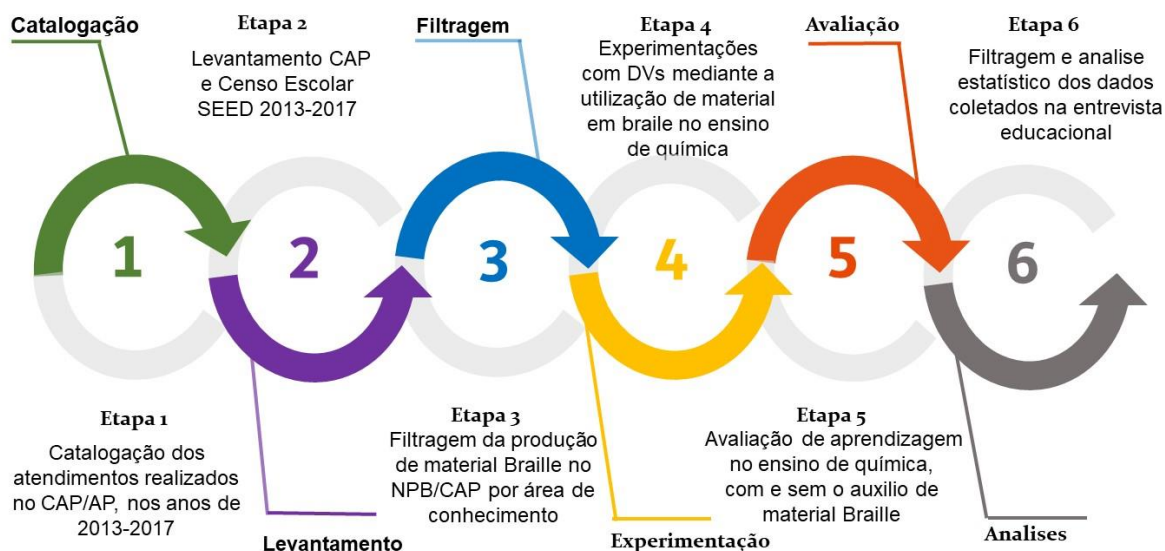 Catalogação
Etapa 2
Levantamento CAP
e Censo Escolar
SEED 2013-2017
Filtragem
Etapa 4
Experimentações
com DVs mediante a
utilização de material
em braile no ensino
de química
Avaliação
Etapa 6
Filtragem e analise
estatístico dos dados
coletados na entrevista
educacional
1
2
3
4
5
6
Etapa 1
Catalogação dos
atendimentos realizados
no CAP/AP, nos anos de
2013-2017
Levantamento
Etapa 3
Filtragem da produção
de material Braille no
NPB/CAP por área de
conhecimento
Experimentação
Etapa 5
Avaliação de aprendizagem
no ensino de química,
com e sem o auxilio de
material Braille
Analises